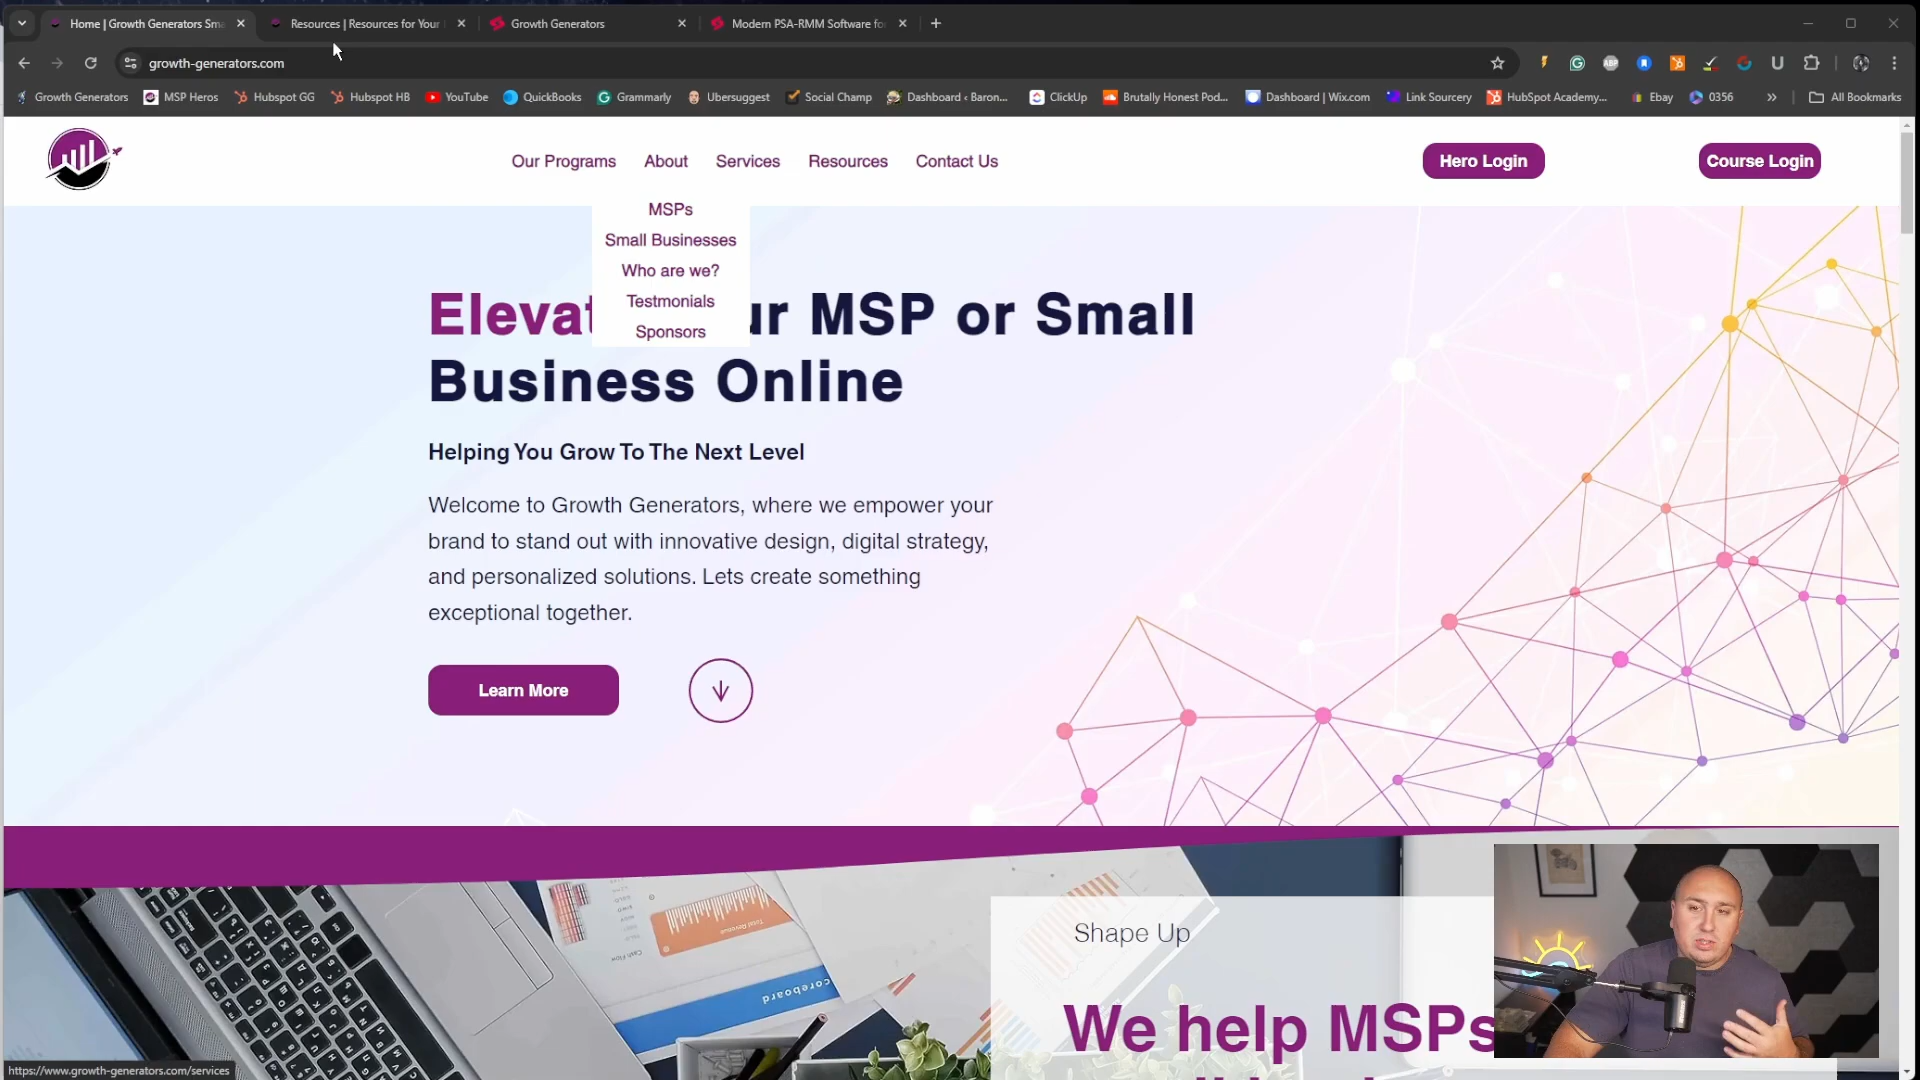 Home | Growth Generators Sma
Resources | Resources for Your
Growth Generators
Modern PSA-RMM Software fo
growth-generators.com
Growth Generators
MSP Heros
Hubspot GG
Hubspot HB
YouTube
QuickBooks
Grammarly
Ubersuggest
Social Champ
Dashboard ‹ Baron...
ClickUp
Brutally Honest Pod...
Dashboard | Wix.com
Link Sourcery
HubSpot Academy...
Ebay
0356
All Bookmarks
Our Programs
About
Services
Resources
Contact Us
Hero Login
Course Login
MSPs
Small Businesses
Who are we?
Testmonials
Sponsors
Elevat ur MSP or Small
Business Online
Helping You Grow To The Next Level
Welcome to Growth Generators, where we empower your
brand to stand out with innovative design, digital strategy,
and personalized solutions. Lets create something
exceptional together.
Learn More
Shape Up
We help MSPs
https://www.growth-generators.com/services